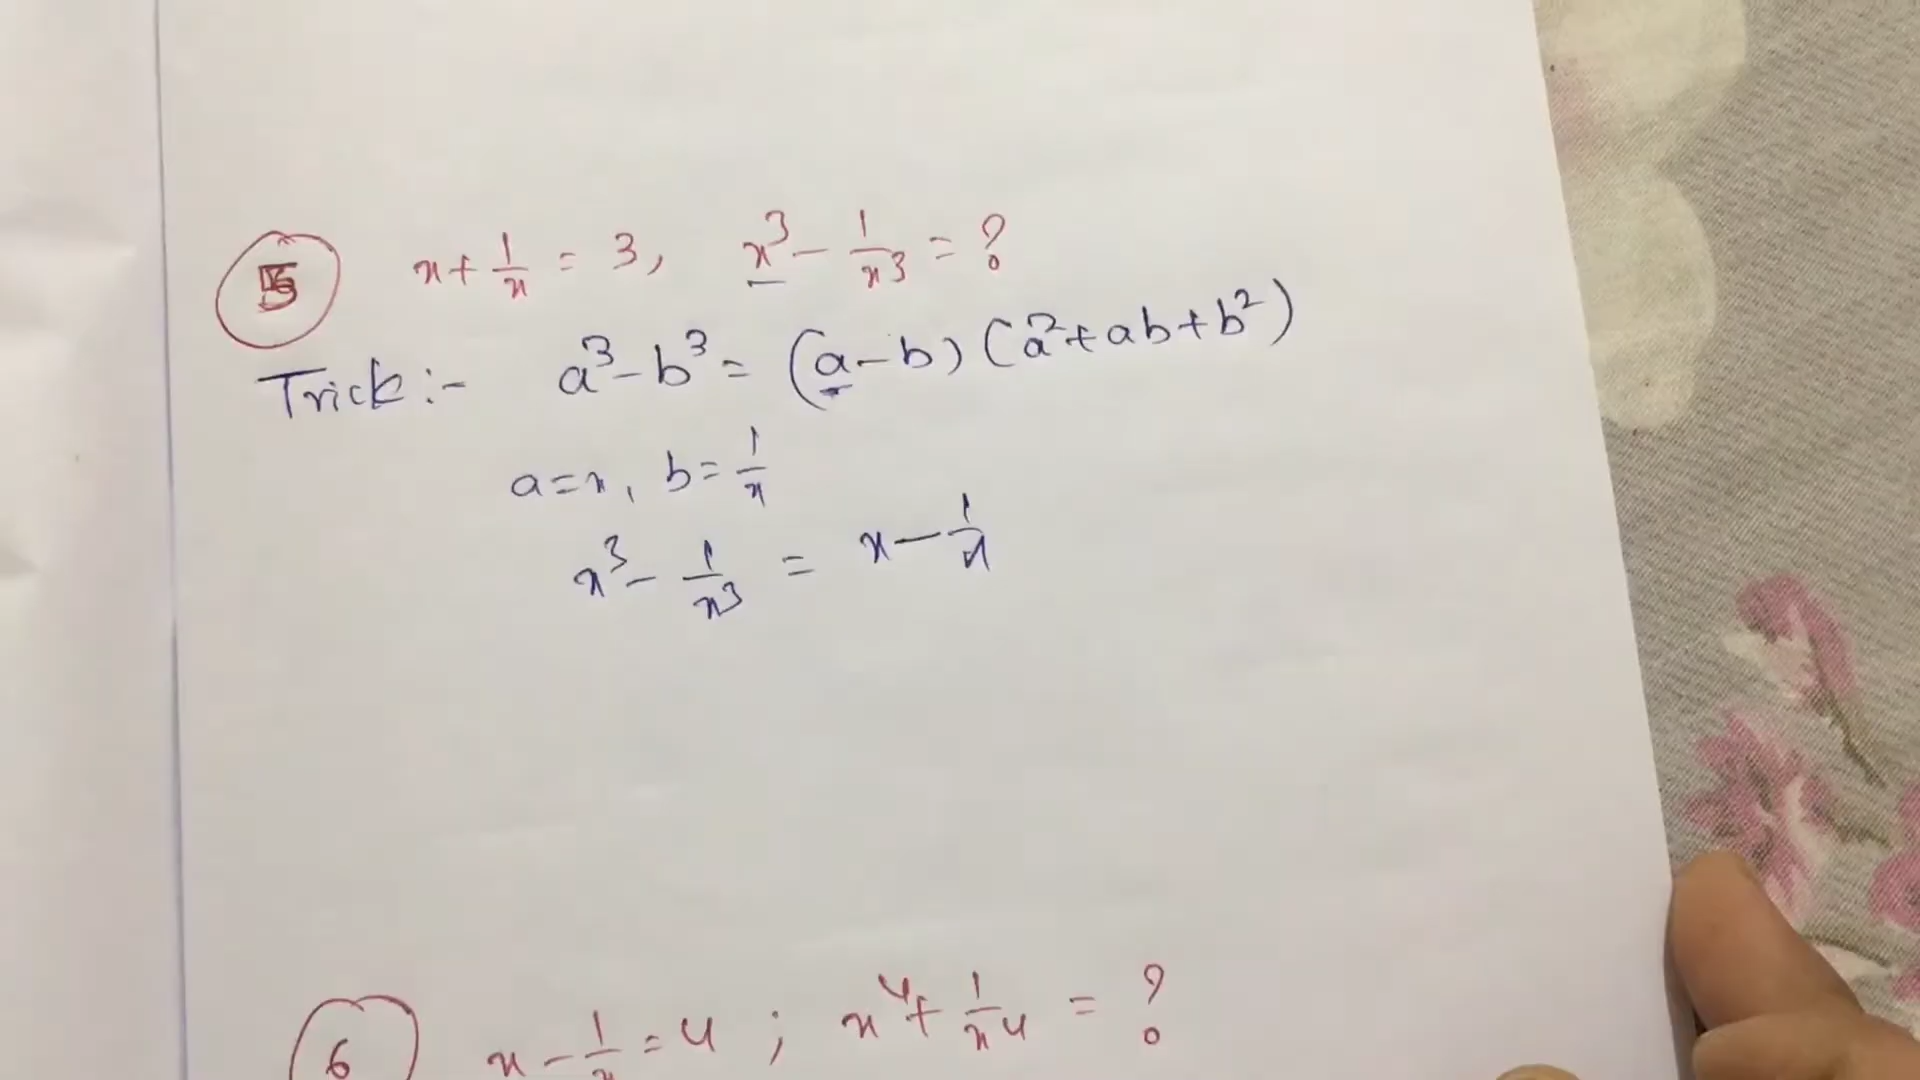 5 x + 1/x = 3, x³ - 1/x³ = ?
Trick:- a³-b³ = (a-b) (a²+ab+b²)
a=x, b=1/x
x³ - 1/x³ = x - 1/x
6 x - 1/x = 4 ; x⁴ + 1/x⁴ = ?